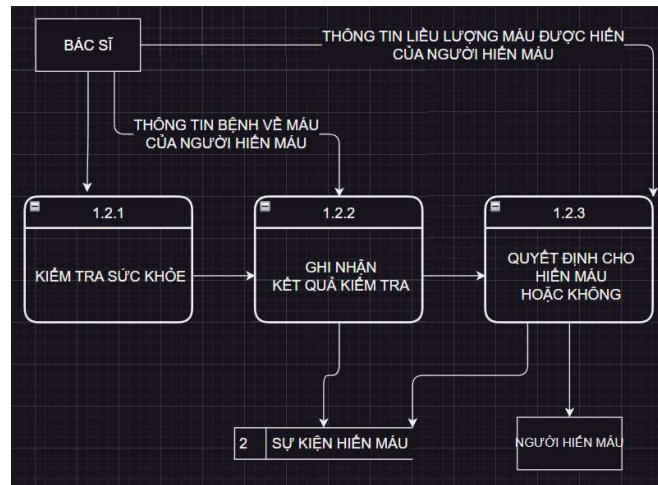 BÁC SĨ
THÔNG TIN LIỀU LƯỢNG MÁU ĐƯỢC HIẾN
CỦA NGƯỜI HIẾN MÁU
THÔNG TIN BỆNH VỀ MÁU
CỦA NGƯỜI HIẾN MÁU
1.2.1
KIỂM TRA SỨC KHỎE
1.2.2
GHI NHẬN
KẾT QUẢ KIỂM TRA
1.2.3
QUYẾT ĐỊNH CHO
HIẾN MÁU
HOẶC KHÔNG
2 SỰ KIỆN HIẾN MÁU
NGƯỜI HIẾN MÁU